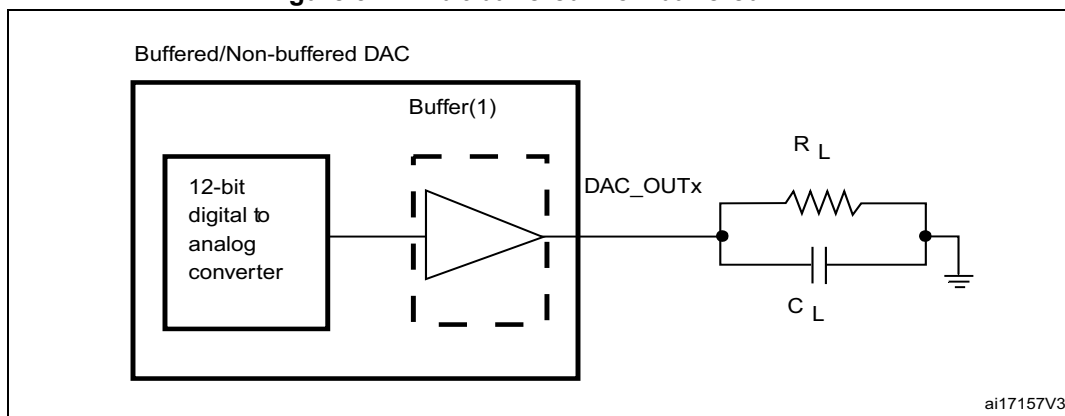 Buffered/Non-buffered DAC
Buffer(1)
12-bit
digital to
analog
converter
DAC_OUTx
R L
C L
ai17157V3